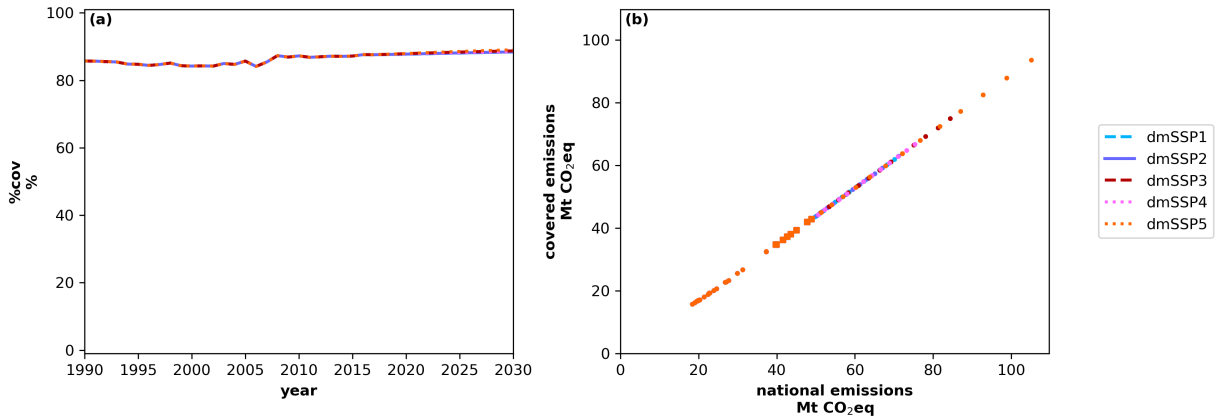 (a)
100
80
60
40
20
0
%cov
%
1990 1995 2000 2005 2010 2015 2020 2025 2030
year
(b)
100
80
60
40
20
0
covered emissions
Mt CO₂eq
0 20 40 60 80 100
national emissions
Mt CO₂eq
dmSSP1
dmSSP2
dmSSP3
dmSSP4
dmSSP5